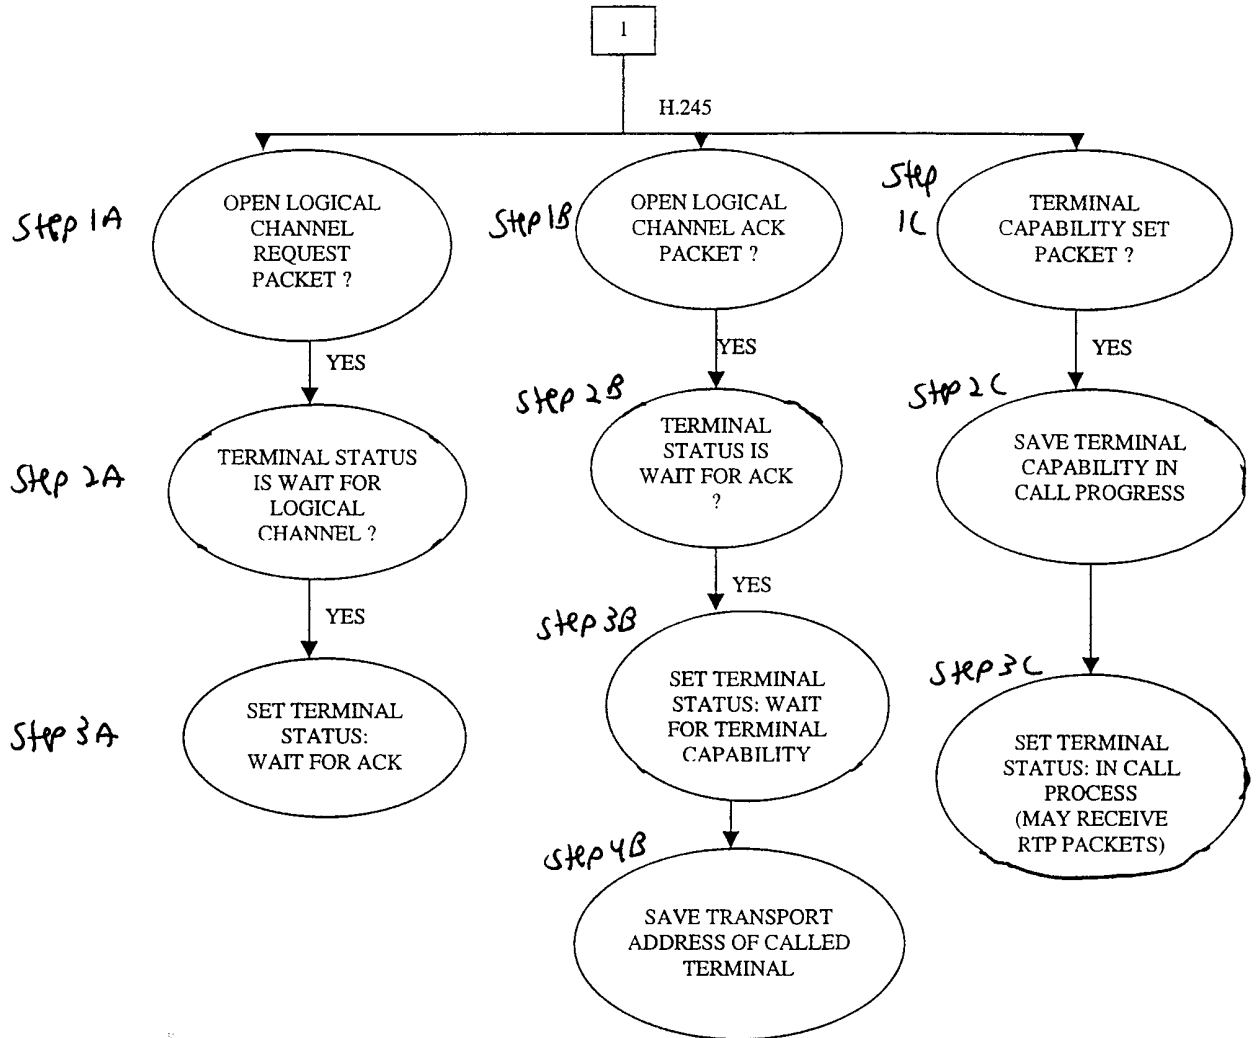 1
H.245
Step 1A
OPEN LOGICAL
CHANNEL
REQUEST
PACKET ?
Step 1B
OPEN LOGICAL
CHANNEL ACK
PACKET ?
Step
1C
TERMINAL
CAPABILITY SET
PACKET ?
YES
YES
YES
Step 2A
TERMINAL STATUS
IS WAIT FOR
LOGICAL
CHANNEL ?
Step 2B
TERMINAL
STATUS IS
WAIT FOR ACK
?
Step 2C
SAVE TERMINAL
CAPABILITY IN
CALL PROGRESS
YES
YES
Step 3A
SET TERMINAL
STATUS:
WAIT FOR ACK
Step 3B
SET TERMINAL
STATUS: WAIT
FOR TERMINAL
CAPABILITY
Step 3C
SET TERMINAL
STATUS: IN CALL
PROCESS
(MAY RECEIVE
RTP PACKETS)
Step 4B
SAVE TRANSPORT
ADDRESS OF CALLED
TERMINAL